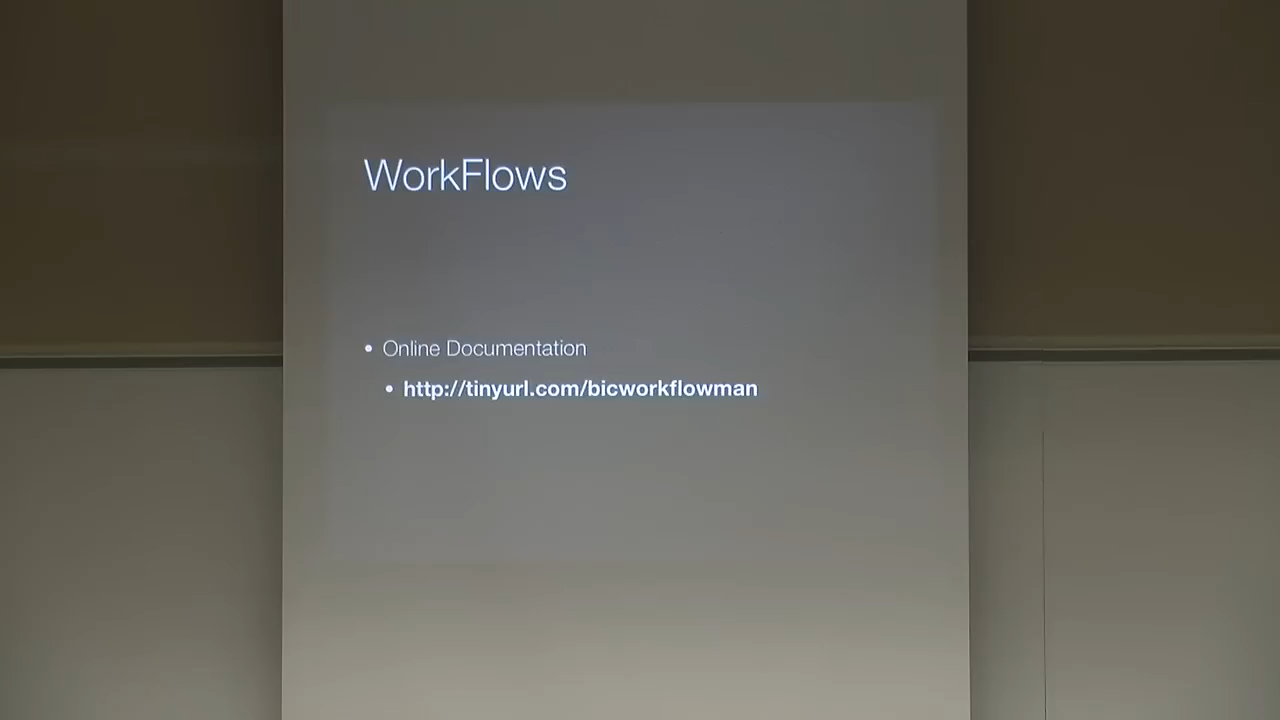 WorkFlows
• Online Documentation
• http://tinyurl.com/bicworkflowman